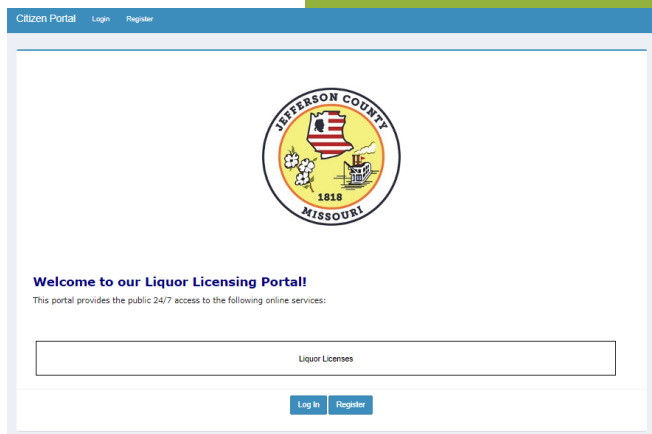 Citizen Portal Login Register
JEFFERSON COUNTY
1818
MISSOURI
Welcome to our Liquor Licensing Portal!
This portal provides the public 24/7 access to the following online services:
Liquor Licenses
Log In Register